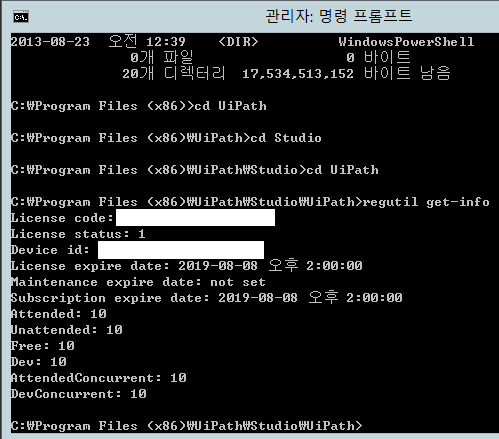 관리자: 명령 프롬프트
2013-08-23 오전 12:39 <DIR> WindowsPowerShell
0개 파일 0 바이트
20개 디렉터리 17,534,513,152 바이트 남음
C:₩Program Files (x86)>cd UiPath
C:₩Program Files (x86)₩UiPath>cd Studio
C:₩Program Files (x86)₩UiPath₩Studio>cd UiPath
C:₩Program Files (x86)₩UiPath₩Studio₩UiPath>regutil get-info
License code:
License status: 1
Device id:
License expire date: 2019-08-08 오후 2:00:00
Maintenance expire date: not set
Subscription expire date: 2019-08-08 오후 2:00:00
Attended: 10
Unattended: 10
Free: 10
Dev: 10
AttendedConcurrent: 10
DevConcurrent: 10
C:₩Program Files (x86)₩UiPath₩Studio₩UiPath>